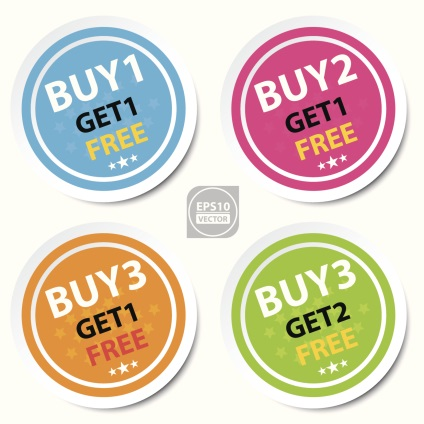 BUY1
GET1
FREE
BUY2
GET1
FREE
EPS10
VECTOR
BUY3
GET1
FREE
BUY3
GET2
FREE